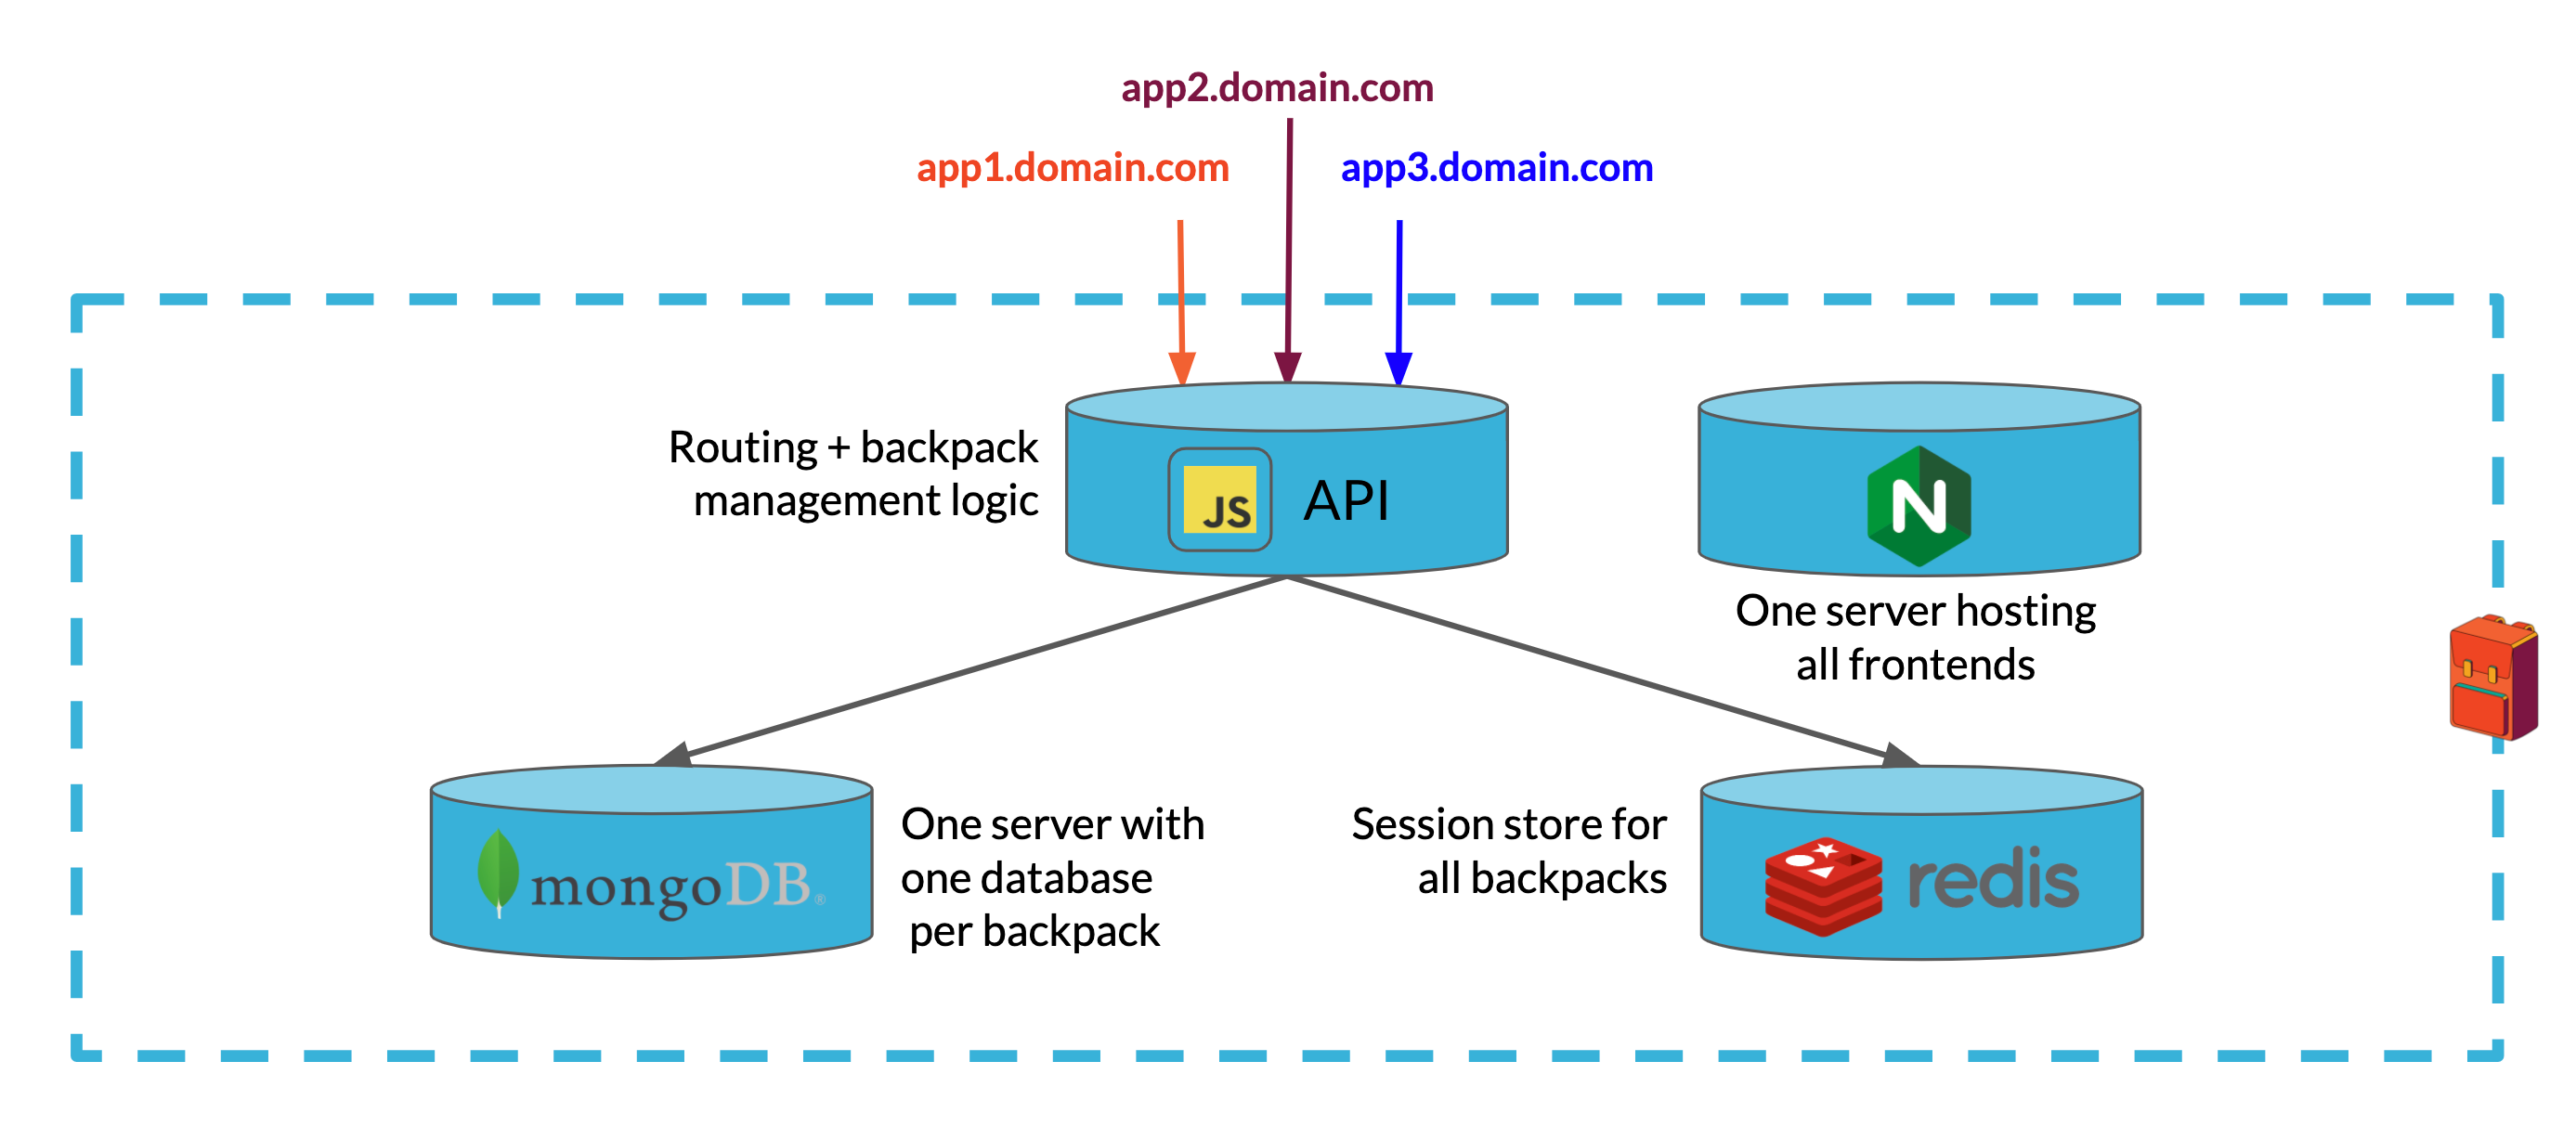 app2.domain.com
app1.domain.com
app3.domain.com
Routing + backpack
management logic
JS
API
N
One server hosting
all frontends
mongoDB®
One server with
one database
per backpack
Session store for
all backpacks
redis